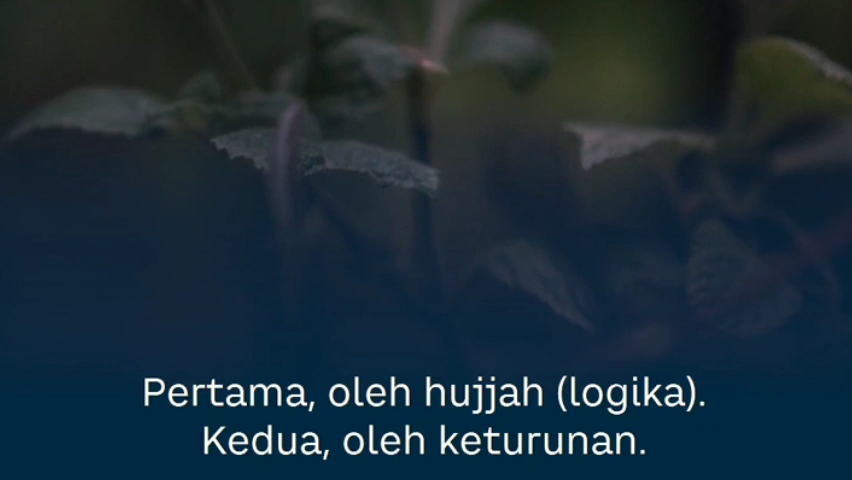 Pertama, oleh hujjah (logika).
Kedua, oleh keturunan.